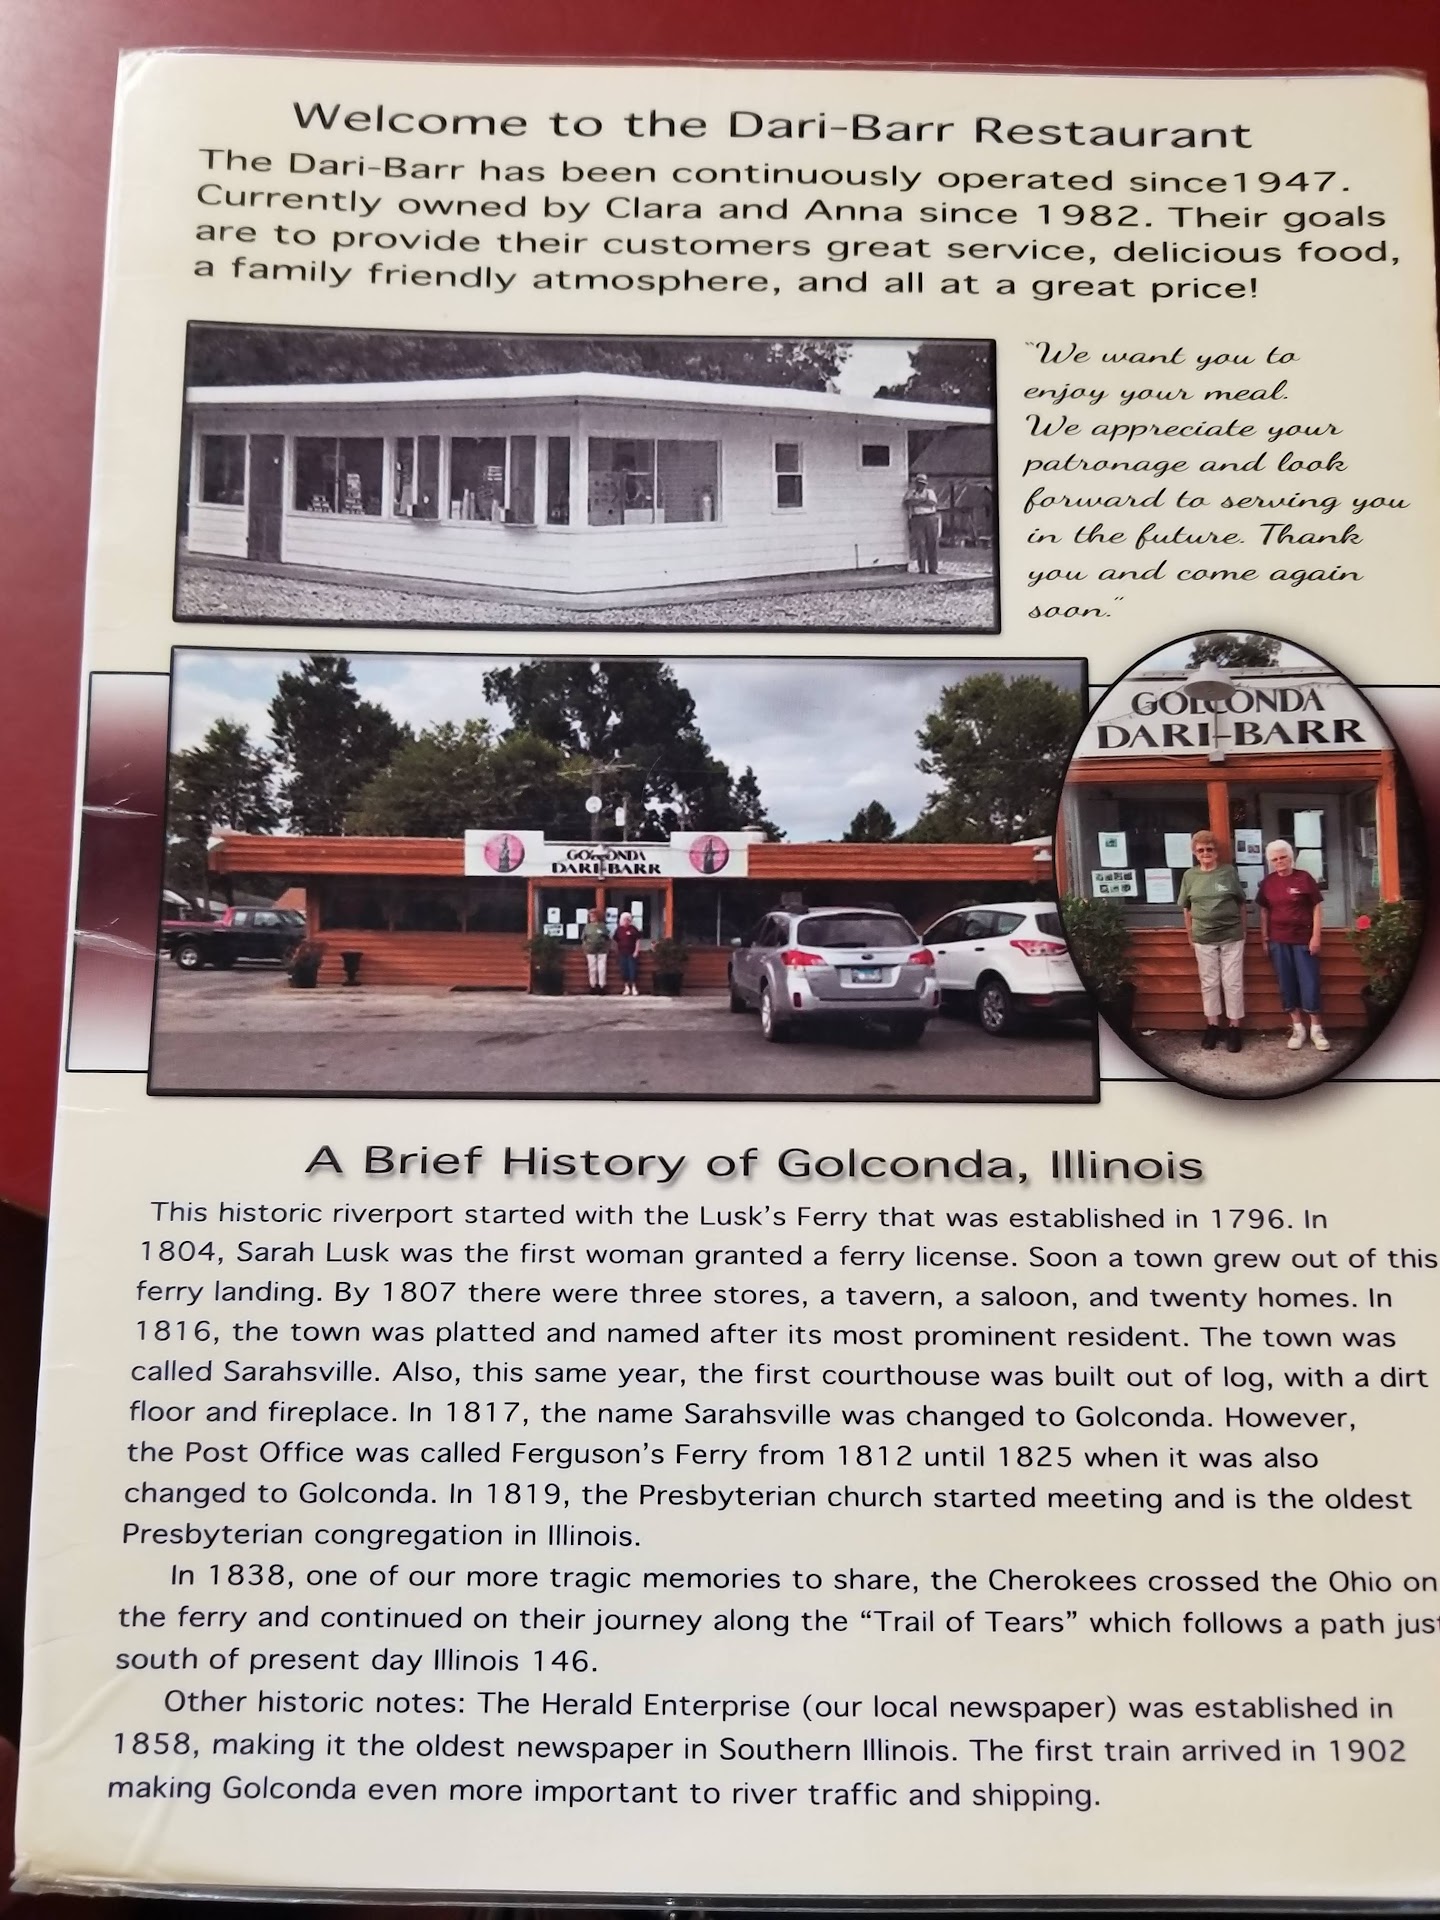 Welcome to the Dari-Barr Restaurant
The Dari-Barr has been continuously operated since1947.
Currently owned by Clara and Anna since 1982. Their goals
are to provide their customers great service, delicious food,
a family friendly atmosphere, and all at a great price!
"We want you to
enjoy your meal.
We appreciate your
patronage and look
forward to serving you
in the future. Thank
you and come again
soon."
GOLCONDA
DARI-BARR
GOLCONDA
DARI-BARR
A Brief History of Golconda, Illinois
This historic riverport started with the Lusk's Ferry that was established in 1796. In
1804, Sarah Lusk was the first woman granted a ferry license. Soon a town grew out of this
ferry landing. By 1807 there were three stores, a tavern, a saloon, and twenty homes. In
1816, the town was platted and named after its most prominent resident. The town was
called Sarahsville. Also, this same year, the first courthouse was built out of log, with a dirt
floor and fireplace. In 1817, the name Sarahsville was changed to Golconda. However,
the Post Office was called Ferguson's Ferry from 1812 until 1825 when it was also
changed to Golconda. In 1819, the Presbyterian church started meeting and is the oldest
Presbyterian congregation in Illinois.
In 1838, one of our more tragic memories to share, the Cherokees crossed the Ohio on
the ferry and continued on their journey along the "Trail of Tears" which follows a path just
south of present day Illinois 146.
Other historic notes: The Herald Enterprise (our local newspaper) was established in
1858, making it the oldest newspaper in Southern Illinois. The first train arrived in 1902
making Golconda even more important to river traffic and shipping.